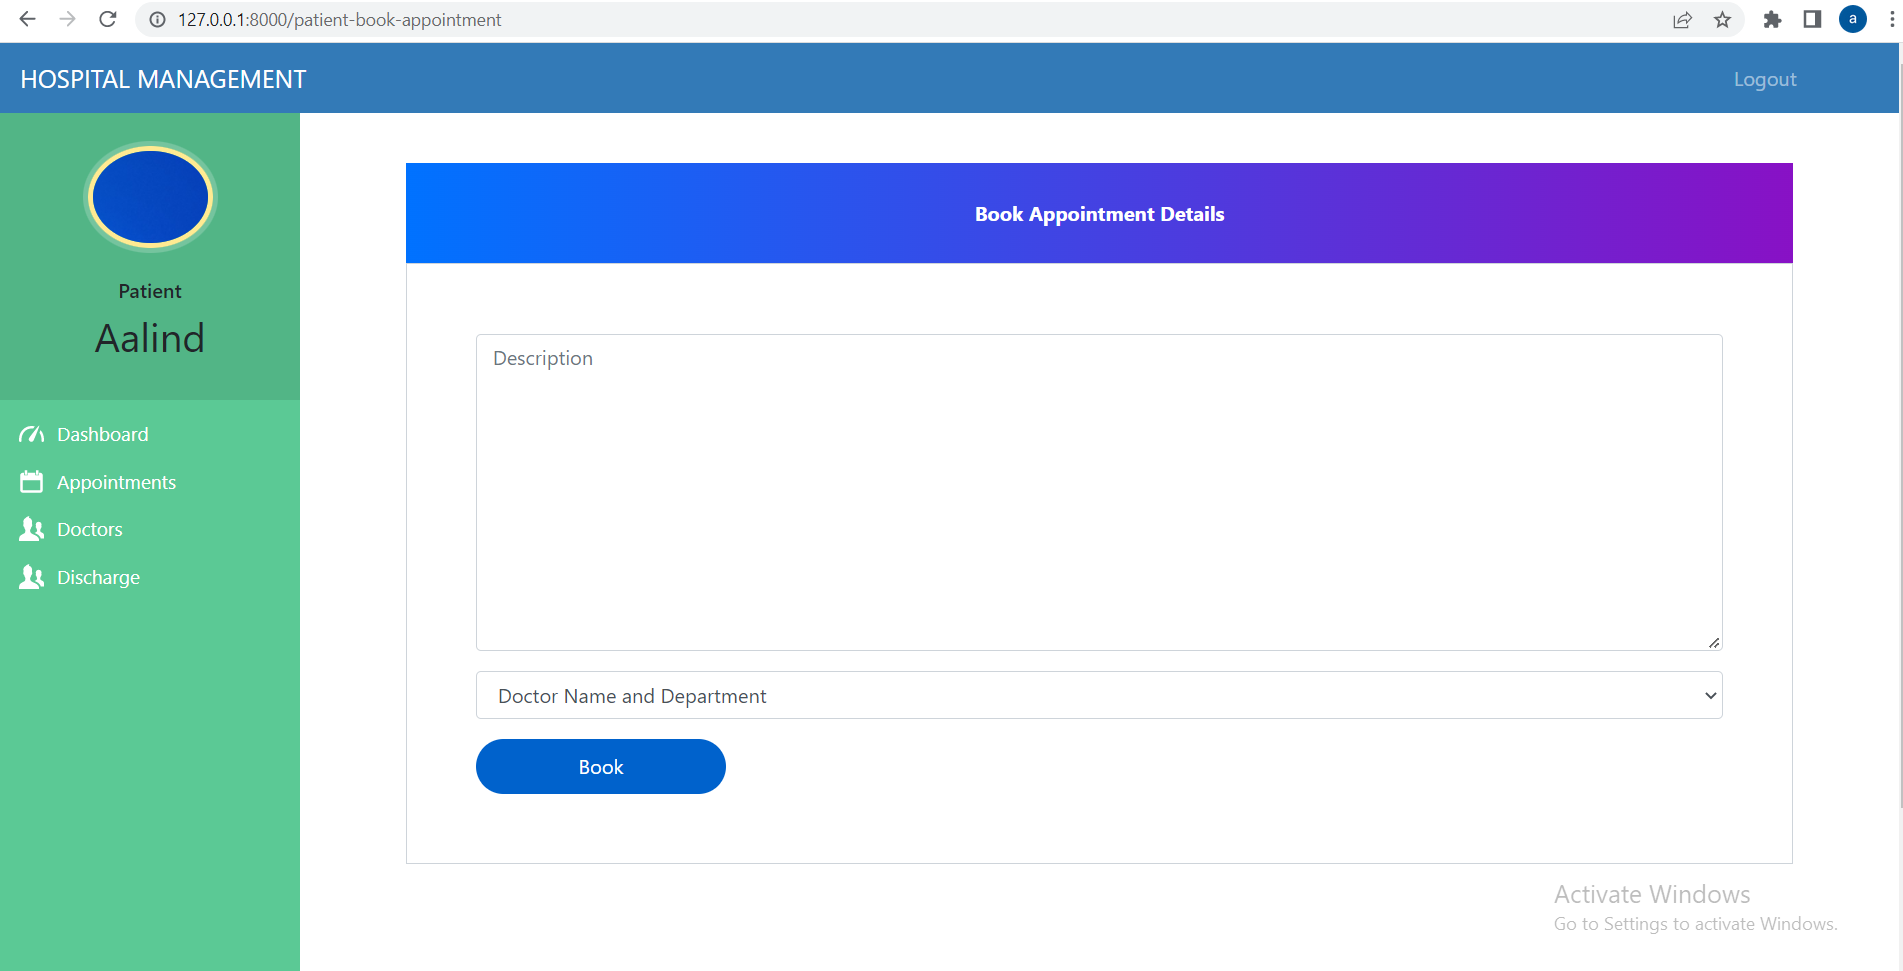 127.0.0.1:8000/patient-book-appointment
a
HOSPITAL MANAGEMENT
Logout
Patient
Aalind
Dashboard
Appointments
Doctors
Discharge
Book Appointment Details
Description
Doctor Name and Department
Book
Activate Windows
Go to Settings to activate Windows.